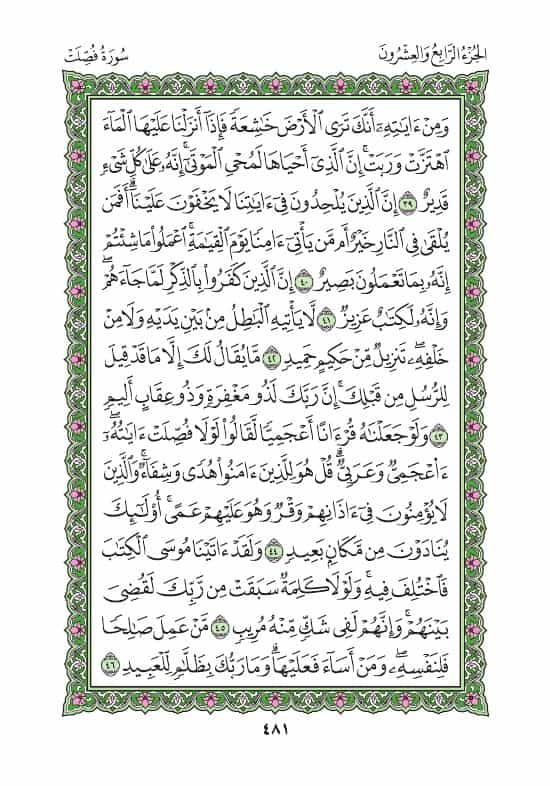 الجُزْءُ الرَّابِعُ وَالعِشْرُونَ
سُورَةُ فُصِّلَتْ
وَمِنْ ءَايَٰتِهِۦٓ أَنَّكَ تَرَى ٱلْأَرْضَ خَٰشِعَةً فَإِذَآ أَنزَلْنَا عَلَيْهَا ٱلْمَآءَ
ٱهْتَزَّتْ وَرَبَتْ ۚ إِنَّ ٱلَّذِىٓ أَحْيَاهَا لَمُحْىِ ٱلْمَوْتَىٰٓ ۚ إِنَّهُۥ عَلَىٰ كُلِّ شَىْءٍ
قَدِيرٌ ٣٩ إِنَّ ٱلَّذِينَ يُلْحِدُونَ فِىٓ ءَايَٰتِنَا لَا يَخْفَوْنَ عَلَيْنَآ ۗ أَفَمَن
يُلْقَىٰ فِى ٱلنَّارِ خَيْرٌ أَم مَّن يَأْتِىٓ ءَامِنًا يَوْمَ ٱلْقِيَٰمَةِ ۚ ٱعْمَلُوا۟ مَا شِئْتُمْ ۖ
إِنَّهُۥ بِمَا تَعْمَلُونَ بَصِيرٌ ٤٠ إِنَّ ٱلَّذِينَ كَفَرُوا۟ بِٱلذِّكْرِ لَمَّا جَآءَهُمْ ۖ
وَإِنَّهُۥ لَكِتَٰبٌ عَزِيزٌ ٤١ لَّا يَأْتِيهِ ٱلْبَٰطِلُ مِنۢ بَيْنِ يَدَيْهِ وَلَا مِنْ
خَلْفِهِۦ ۖ تَنزِيلٌ مِّنْ حَكِيمٍ حَمِيدٍ ٤٢ مَّا يُقَالُ لَكَ إِلَّا مَا قَدْ قِيلَ
لِلرُّسُلِ مِن قَبْلِكَ ۚ إِنَّ رَبَّكَ لَذُو مَغْفِرَةٍ وَذُو عِقَابٍ أَلِيمٍ
٤٣ وَلَوْ جَعَلْنَٰهُ قُرْءَانًا أَعْجَمِيًّا لَّقَالُوا۟ لَوْلَا فُصِّلَتْ ءَايَٰتُهُۥٓ ۖ
ءَا۬عْجَمِىٌّ وَعَرَبِىٌّ ۗ قُلْ هُوَ لِلَّذِينَ ءَامَنُوا۟ هُدًى وَشِفَآءٌ ۖ وَٱلَّذِينَ
لَا يُؤْمِنُونَ فِىٓ ءَاذَانِهِمْ وَقْرٌ وَهُوَ عَلَيْهِمْ عَمًى ۚ أُو۟لَٰٓئِكَ
يُنَادَوْنَ مِن مَّكَانٍۭ بَعِيدٍ ٤٤ وَلَقَدْ ءَاتَيْنَا مُوسَى ٱلْكِتَٰبَ
فَٱخْتُلِفَ فِيهِ ۗ وَلَوْلَا كَلِمَةٌ سَبَقَتْ مِن رَّبِّكَ لَقُضِىَ
بَيْنَهُمْ ۚ وَإِنَّهُمْ لَفِى شَكٍّ مِّنْهُ مُرِيبٍ ٤٥ مَّنْ عَمِلَ صَٰلِحًا
فَلِنَفْسِهِۦ ۖ وَمَنْ أَسَآءَ فَعَلَيْهَا ۗ وَمَا رَبُّكَ بِظَلَّٰمٍ لِّلْعَبِيدِ ٤٦
٤٨١